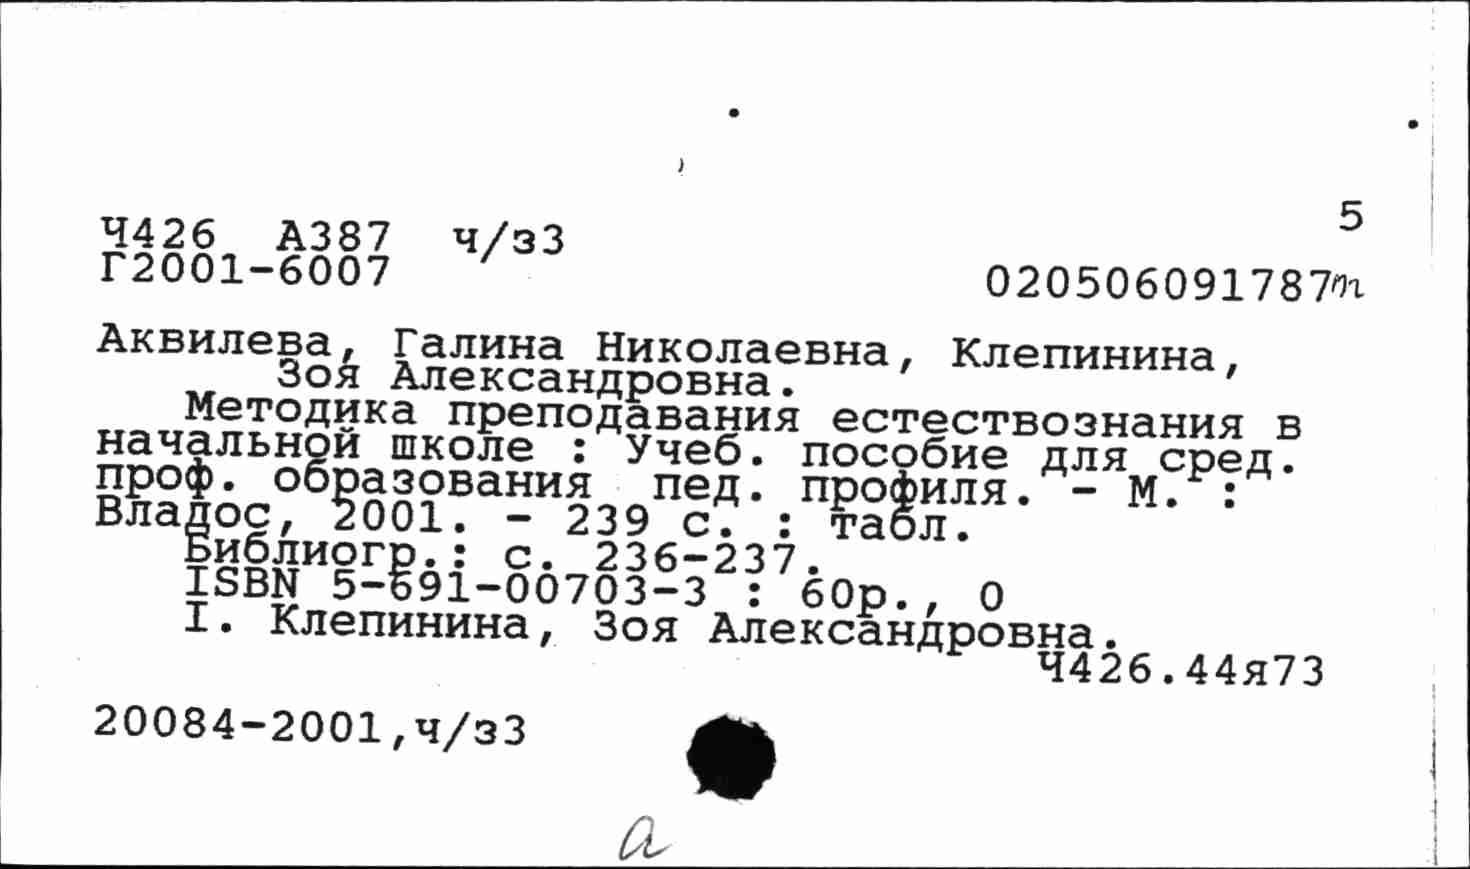 5
Ч426 А387 ч/з3
Г2001-6007
020506091787т
Аквилева, Галина Николаевна, Клепинина,
Зоя Александровна.
Методика преподавания естествознания в
начальной школе : Учеб. пособие для сред.
проф. образования пед. профиля. - М. :
Владос, 2001. - 239 с. : табл.
Библиогр.: с. 236-237.
ISBN 5-691-00703-3 : 60р., 0
I. Клепинина, Зоя Александровна.
Ч426.44я73
20084-2001,ч/з3
а